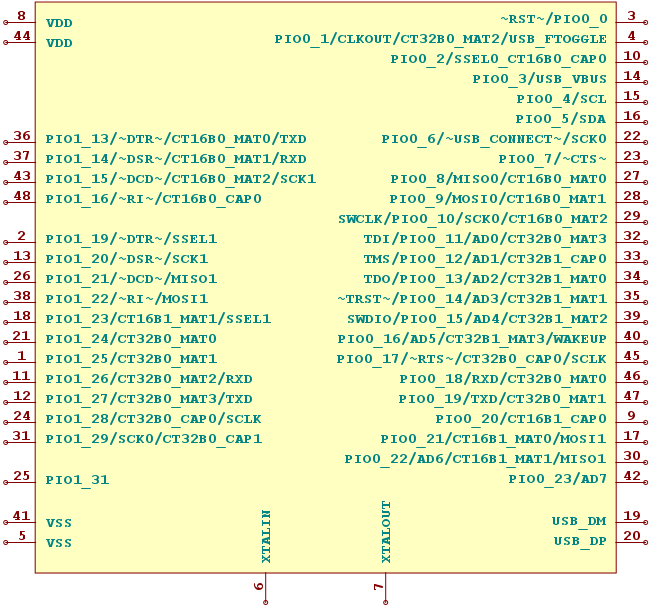 8 VDD
44 VDD
36 PIO1_13/~DTR~/CT16B0_MAT0/TXD
37 PIO1_14/~DSR~/CT16B0_MAT1/RXD
43 PIO1_15/~DCD~/CT16B0_MAT2/SCK1
48 PIO1_16/~RI~/CT16B0_CAP0
2 PIO1_19/~DTR~/SSEL1
13 PIO1_20/~DSR~/SCK1
26 PIO1_21/~DCD~/MISO1
38 PIO1_22/~RI~/MOSI1
18 PIO1_23/CT16B1_MAT1/SSEL1
21 PIO1_24/CT32B0_MAT0
1 PIO1_25/CT32B0_MAT1
11 PIO1_26/CT32B0_MAT2/RXD
12 PIO1_27/CT32B0_MAT3/TXD
24 PIO1_28/CT32B0_CAP0/SCLK
31 PIO1_29/SCK0/CT32B0_CAP1
25 PIO1_31
41 VSS
5 VSS
~RST~/PIO0_0 3
PIO0_1/CLKOUT/CT32B0_MAT2/USB_FTOGGLE 4
PIO0_2/SSEL0_CT16B0_CAP0 10
PIO0_3/USB_VBUS 14
PIO0_4/SCL 15
PIO0_5/SDA 16
PIO0_6/~USB_CONNECT~/SCK0 22
PIO0_7/~CTS~ 23
PIO0_8/MISO0/CT16B0_MAT0 27
PIO0_9/MOSI0/CT16B0_MAT1 28
SWCLK/PIO0_10/SCK0/CT16B0_MAT2 29
TDI/PIO0_11/AD0/CT32B0_MAT3 32
TMS/PIO0_12/AD1/CT32B1_CAP0 33
TDO/PIO0_13/AD2/CT32B1_MAT0 34
~TRST~/PIO0_14/AD3/CT32B1_MAT1 35
SWDIO/PIO0_15/AD4/CT32B1_MAT2 39
PIO0_16/AD5/CT32B1_MAT3/WAKEUP 40
PIO0_17/~RTS~/CT32B0_CAP0/SCLK 45
PIO0_18/RXD/CT32B0_MAT0 46
PIO0_19/TXD/CT32B0_MAT1 47
PIO0_20/CT16B1_CAP0 9
PIO0_21/CT16B1_MAT0/MOSI1 17
PIO0_22/AD6/CT16B1_MAT1/MISO1 30
PIO0_23/AD7 42
USB_DM 19
USB_DP 20
XTALIN 6
XTALOUT 7